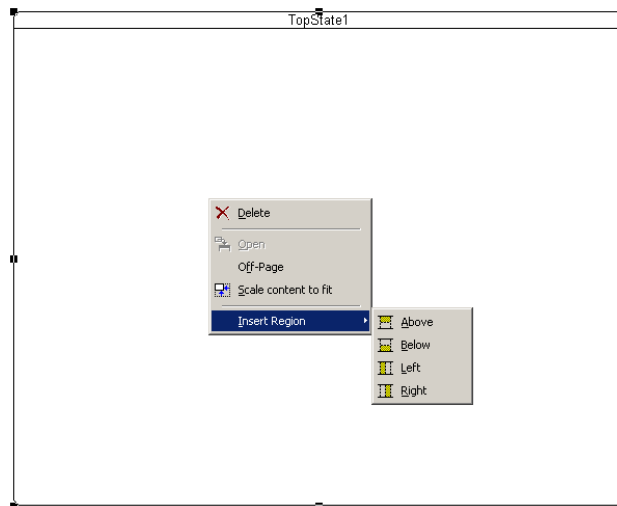 TopState1
Delete
Open
Off-Page
Scale content to fit
Insert Region
Above
Below
Left
Right